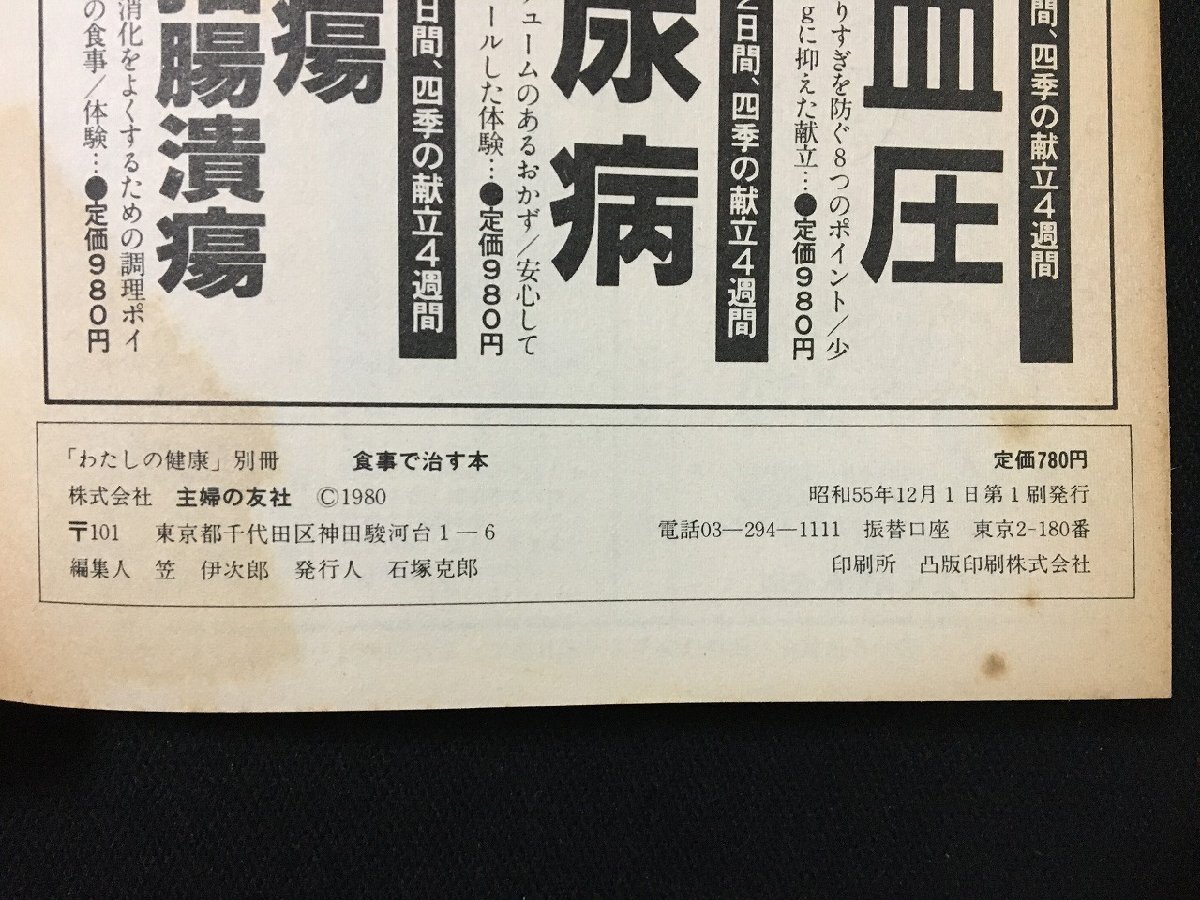 間、四季の献立4週間
血圧
りすぎを防ぐ8つのポイント/少
gに抑えた献立…●定価980円
2日間、四季の献立4週間
尿病
ュームのあるおかず/安心して
ールした体験…●定価980円
日間、四季の献立4週間
瘍
指腸潰瘍
消化をよくするための調理ポイ
の食事/体験…●定価980円
「わたしの健康」別冊 食事で治す本 定価780円
株式会社 主婦の友社 ©1980 昭和55年12月1日第1刷発行
〒101 東京都千代田区神田駿河台1―6 電話03―294―1111 振替口座 東京2-180番
編集人 笠 伊次郎 発行人 石塚克郎 印刷所 凸版印刷株式会社